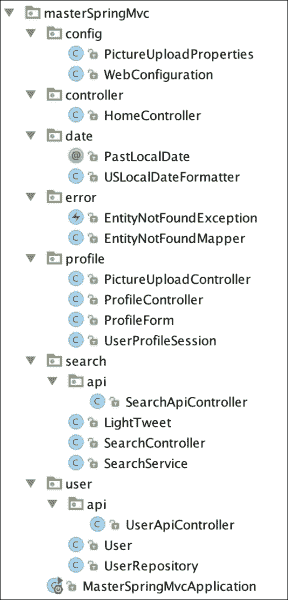 masterSpringMvc
config
PictureUploadProperties
WebConfiguration
controller
HomeController
date
PastLocalDate
USLocalDateFormatter
error
EntityNotFoundException
EntityNotFoundMapper
profile
PictureUploadController
ProfileController
ProfileForm
UserProfileSession
search
api
SearchApiController
LightTweet
SearchController
SearchService
user
api
UserApiController
User
UserRepository
MasterSpringMvcApplication